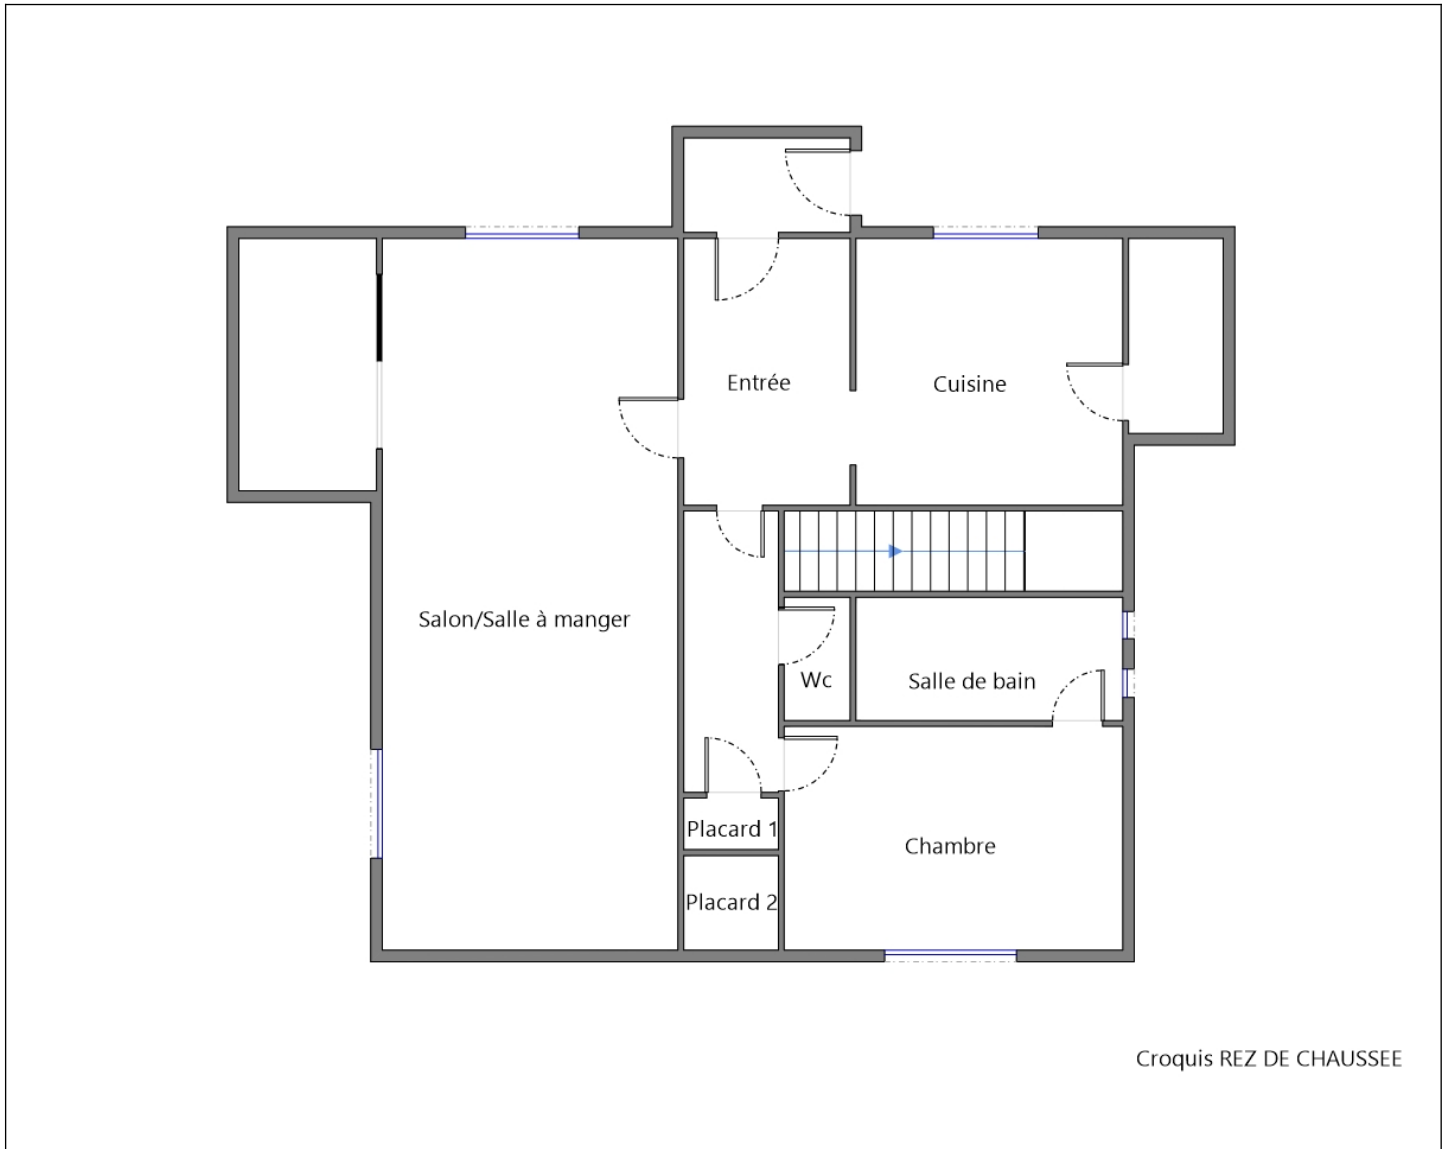 Entrée
Cuisine
Salon/Salle à manger
Wc
Salle de bain
Placard 1
Chambre
Placard 2
Croquis REZ DE CHAUSSEE